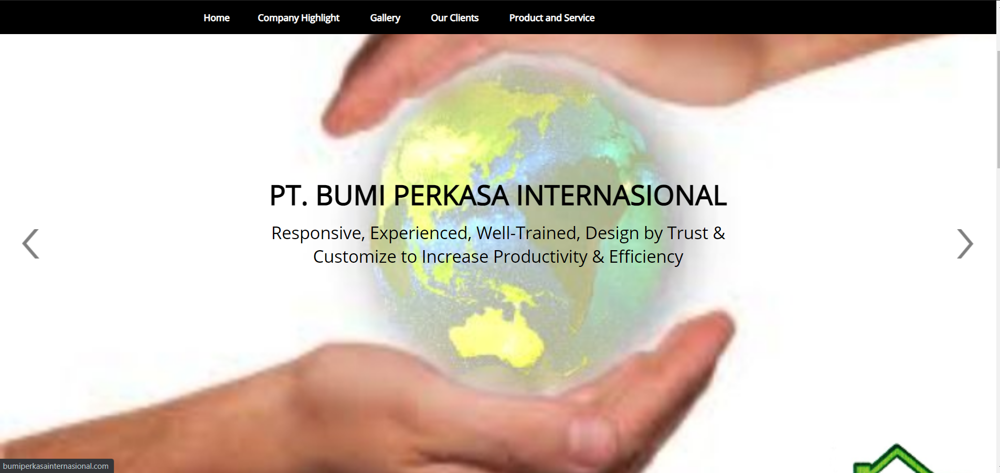 Home Company Highlight Gallery Our Clients Product and Service
PT. BUMI PERKASA INTERNASIONAL
Responsive, Experienced, Well-Trained, Design by Trust &
Customize to Increase Productivity & Efficiency
bumiperkasainternasional.com